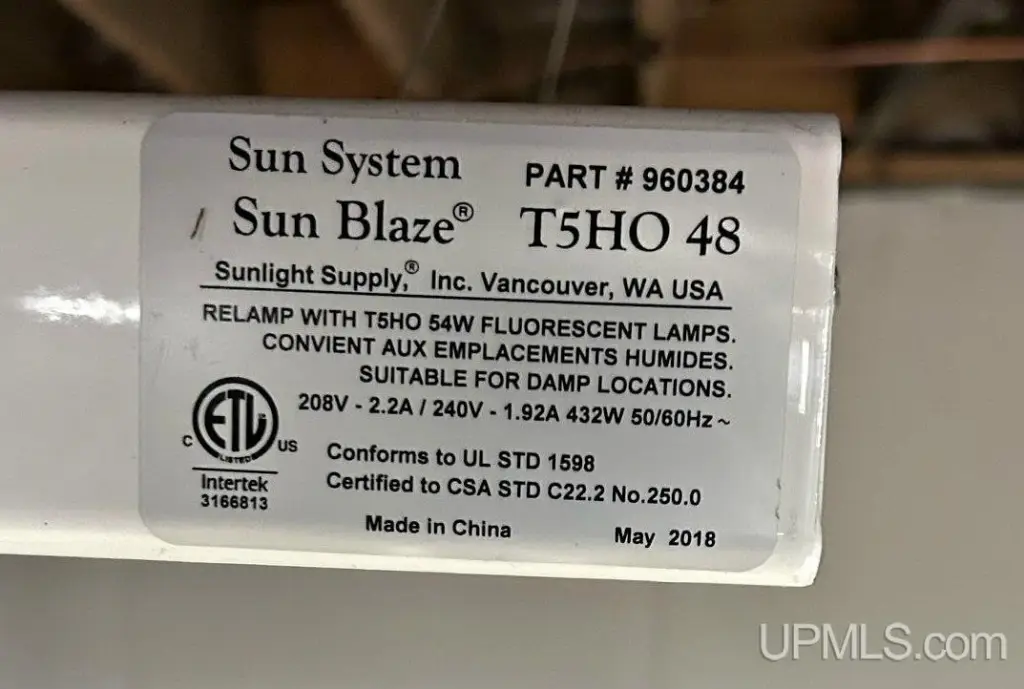 Sun System
PART # 960384
Sun Blaze® T5HO 48
Sunlight Supply,® Inc. Vancouver, WA USA
RELAMP WITH T5HO 54W FLUORESCENT LAMPS.
CONVIENT AUX EMPLACEMENTS HUMIDES.
SUITABLE FOR DAMP LOCATIONS.
208V - 2.2A / 240V - 1.92A 432W 50/60Hz ~
ETL
C US
LISTED
Intertek
3166813
Conforms to UL STD 1598
Certified to CSA STD C22.2 No.250.0
Made in China
May 2018
UPMLS.com